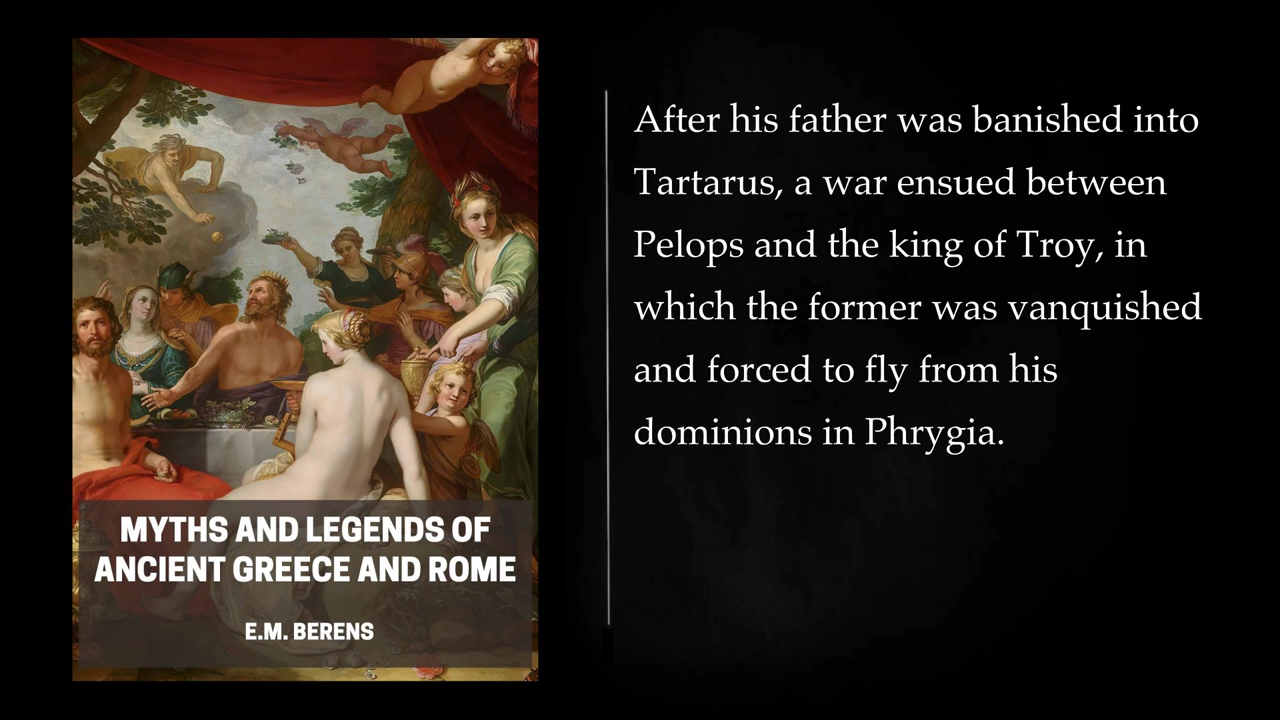 MYTHS AND LEGENDS OF
ANCIENT GREECE AND ROME
E.M. BERENS
After his father was banished into
Tartarus, a war ensued between
Pelops and the king of Troy, in
which the former was vanquished
and forced to fly from his
dominions in Phrygia.